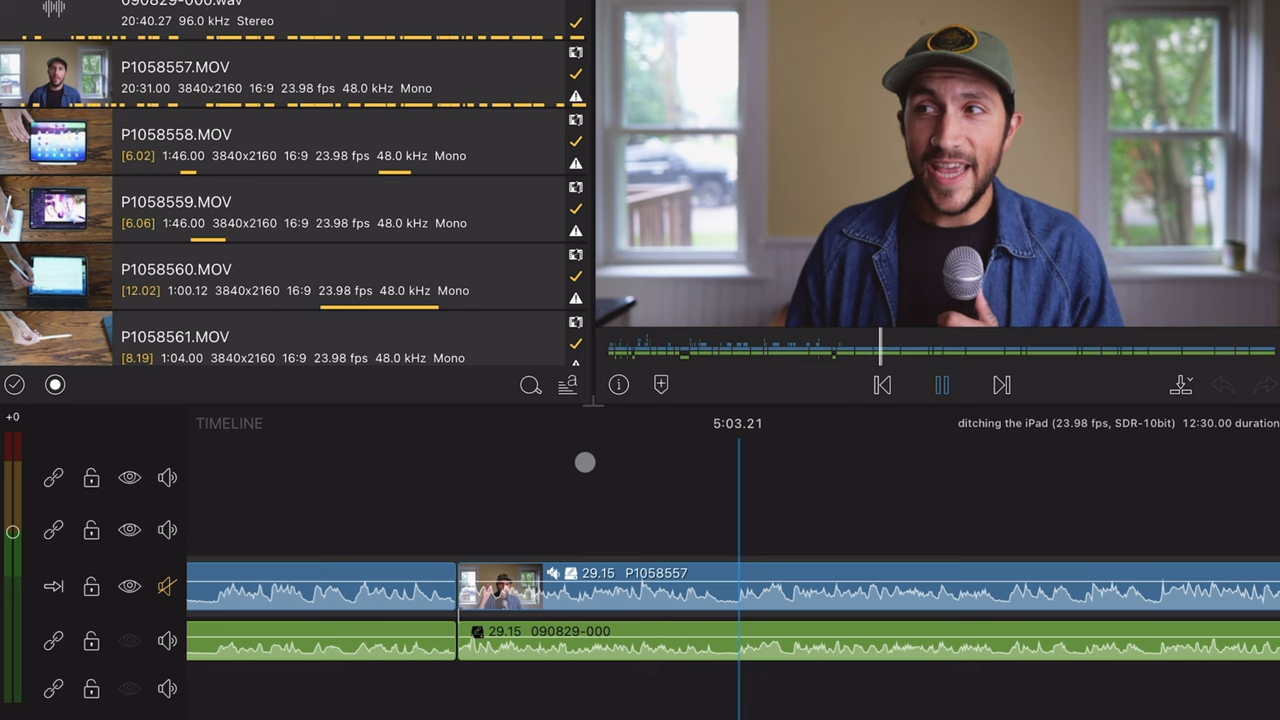 090829-000.wav
20:40.27 96.0 kHz Stereo
P1058557.MOV
20:31.00 3840x2160 16:9 23.98 fps 48.0 kHz Mono
P1058558.MOV
[6.02] 1:46.00 3840x2160 16:9 23.98 fps 48.0 kHz Mono
P1058559.MOV
[6.06] 1:46.00 3840x2160 16:9 23.98 fps 48.0 kHz Mono
P1058560.MOV
[12.02] 1:00.12 3840x2160 16:9 23.98 fps 48.0 kHz Mono
P1058561.MOV
[8.19] 1:04.00 3840x2160 16:9 23.98 fps 48.0 kHz Mono
+0
TIMELINE
5:03.21
ditching the iPad (23.98 fps, SDR-10bit) 12:30.00 duration
29.15 P1058557
29.15 090829-000